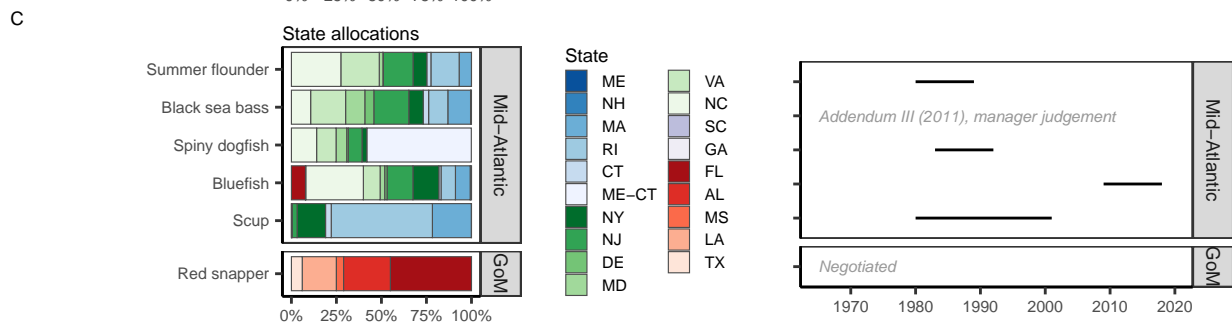 C
State allocations
Summer flounder
Black sea bass
Spiny dogfish
Bluefish
Scup
Mid−Atlantic
Red snapper
GoM
0% 25% 50% 75% 100%
State
ME
NH
MA
RI
CT
ME−CT
NY
NJ
DE
MD
VA
NC
SC
GA
FL
AL
MS
LA
TX
Addendum III (2011), manager judgement
Mid−Atlantic
Negotiated
GoM
1970 1980 1990 2000 2010 2020